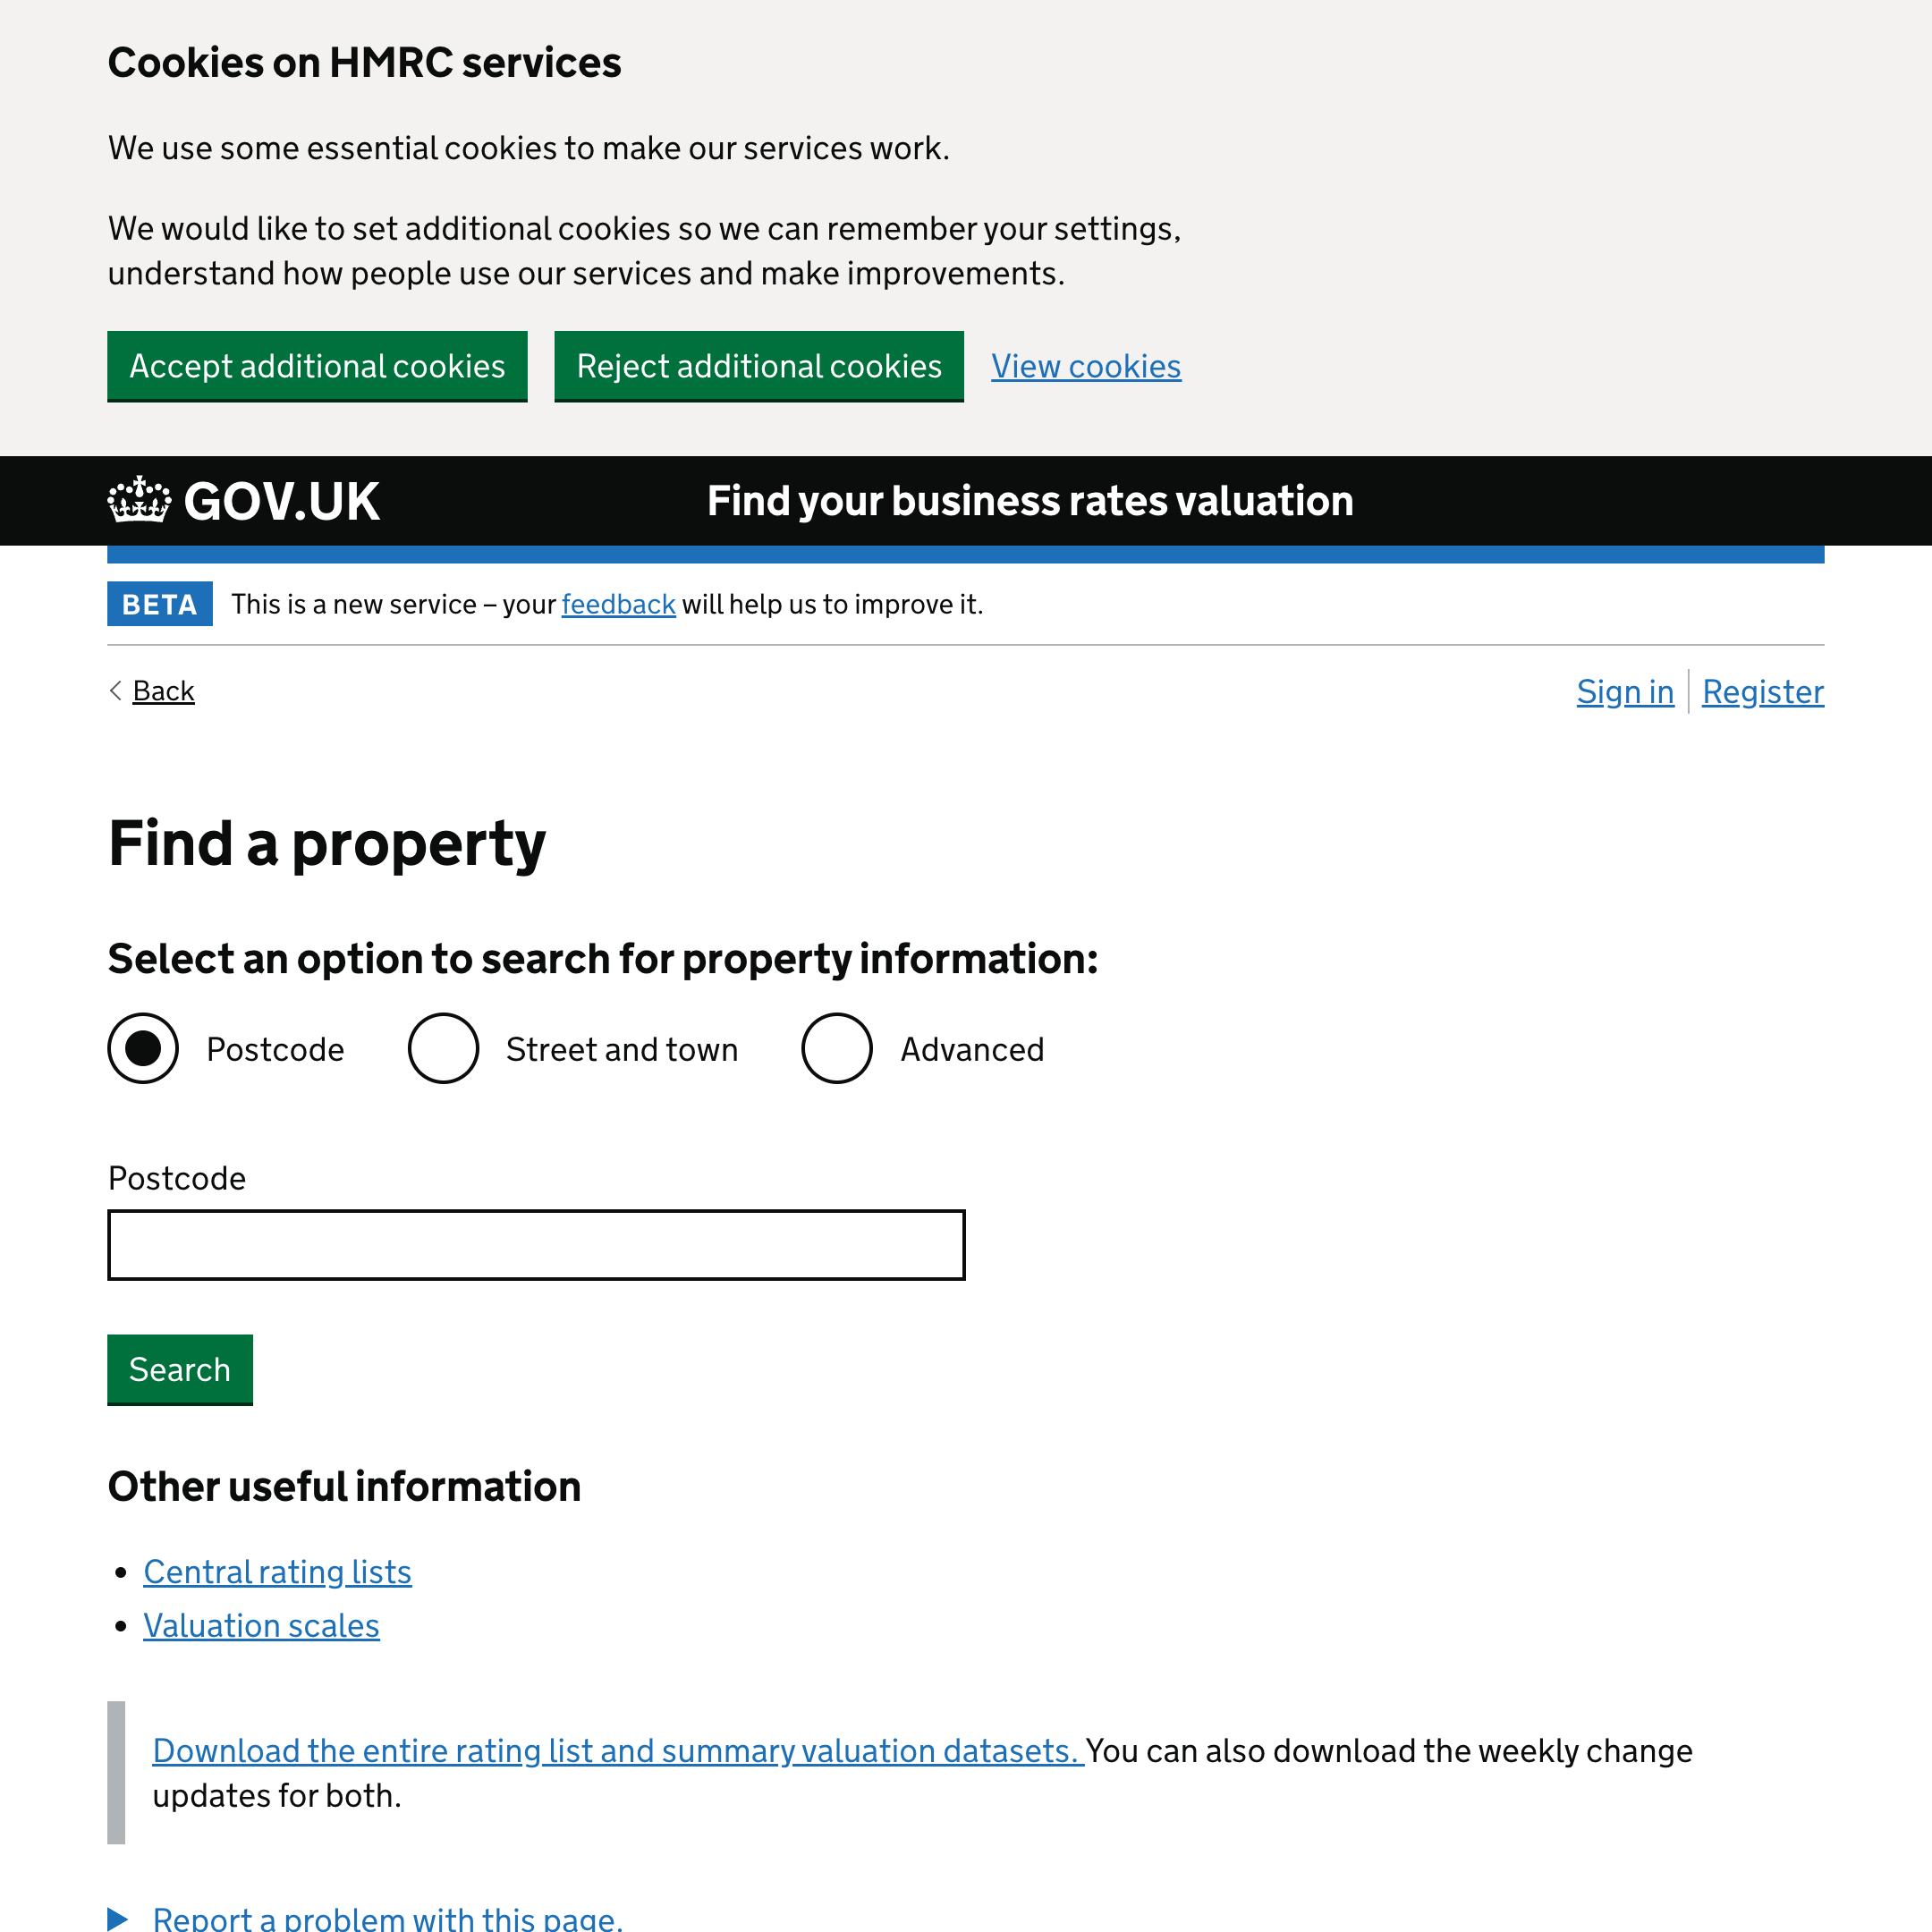 Cookies on HMRC services
We use some essential cookies to make our services work.
We would like to set additional cookies so we can remember your settings,
understand how people use our services and make improvements.
Accept additional cookies
Reject additional cookies
View cookies
GOV.UK
Find your business rates valuation
BETA
This is a new service – your feedback will help us to improve it.
Back
Sign in
Register
Find a property
Select an option to search for property information:
Postcode
Street and town
Advanced
Postcode
Search
Other useful information
Central rating lists
Valuation scales
Download the entire rating list and summary valuation datasets. You can also download the weekly change
updates for both.
Report a problem with this page.